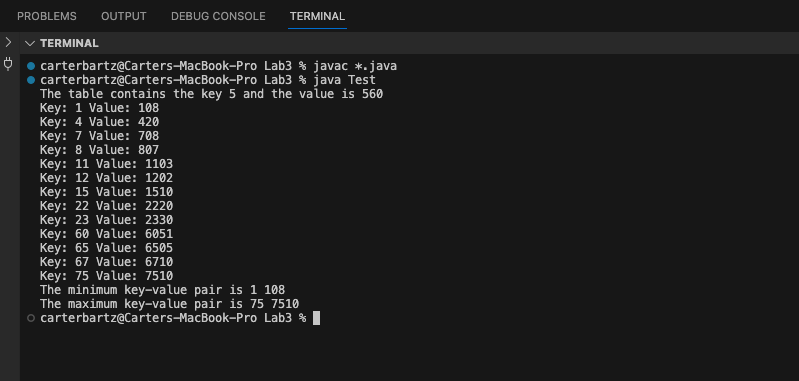 PROBLEMS OUTPUT DEBUG CONSOLE TERMINAL
TERMINAL
carterbartz@Carters-MacBook-Pro Lab3 % javac *.java
carterbartz@Carters-MacBook-Pro Lab3 % java Test
The table contains the key 5 and the value is 560
Key: 1 Value: 108
Key: 4 Value: 420
Key: 7 Value: 708
Key: 8 Value: 807
Key: 11 Value: 1103
Key: 12 Value: 1202
Key: 15 Value: 1510
Key: 22 Value: 2220
Key: 23 Value: 2330
Key: 60 Value: 6051
Key: 65 Value: 6505
Key: 67 Value: 6710
Key: 75 Value: 7510
The minimum key-value pair is 1 108
The maximum key-value pair is 75 7510
carterbartz@Carters-MacBook-Pro Lab3 %